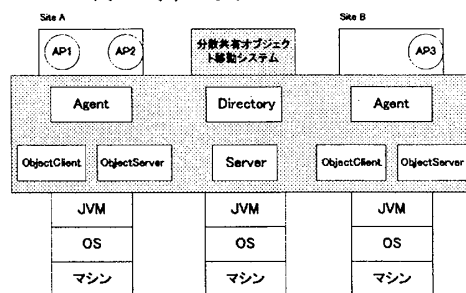 Site A
Site B
AP1
AP2
分散共有オブジェク
ト移動システム
AP3
Agent
Directory
Agent
ObjectClient
ObjectServer
Server
ObjectClient
ObjectServer
JVM
JVM
JVM
OS
OS
OS
マシン
マシン
マシン